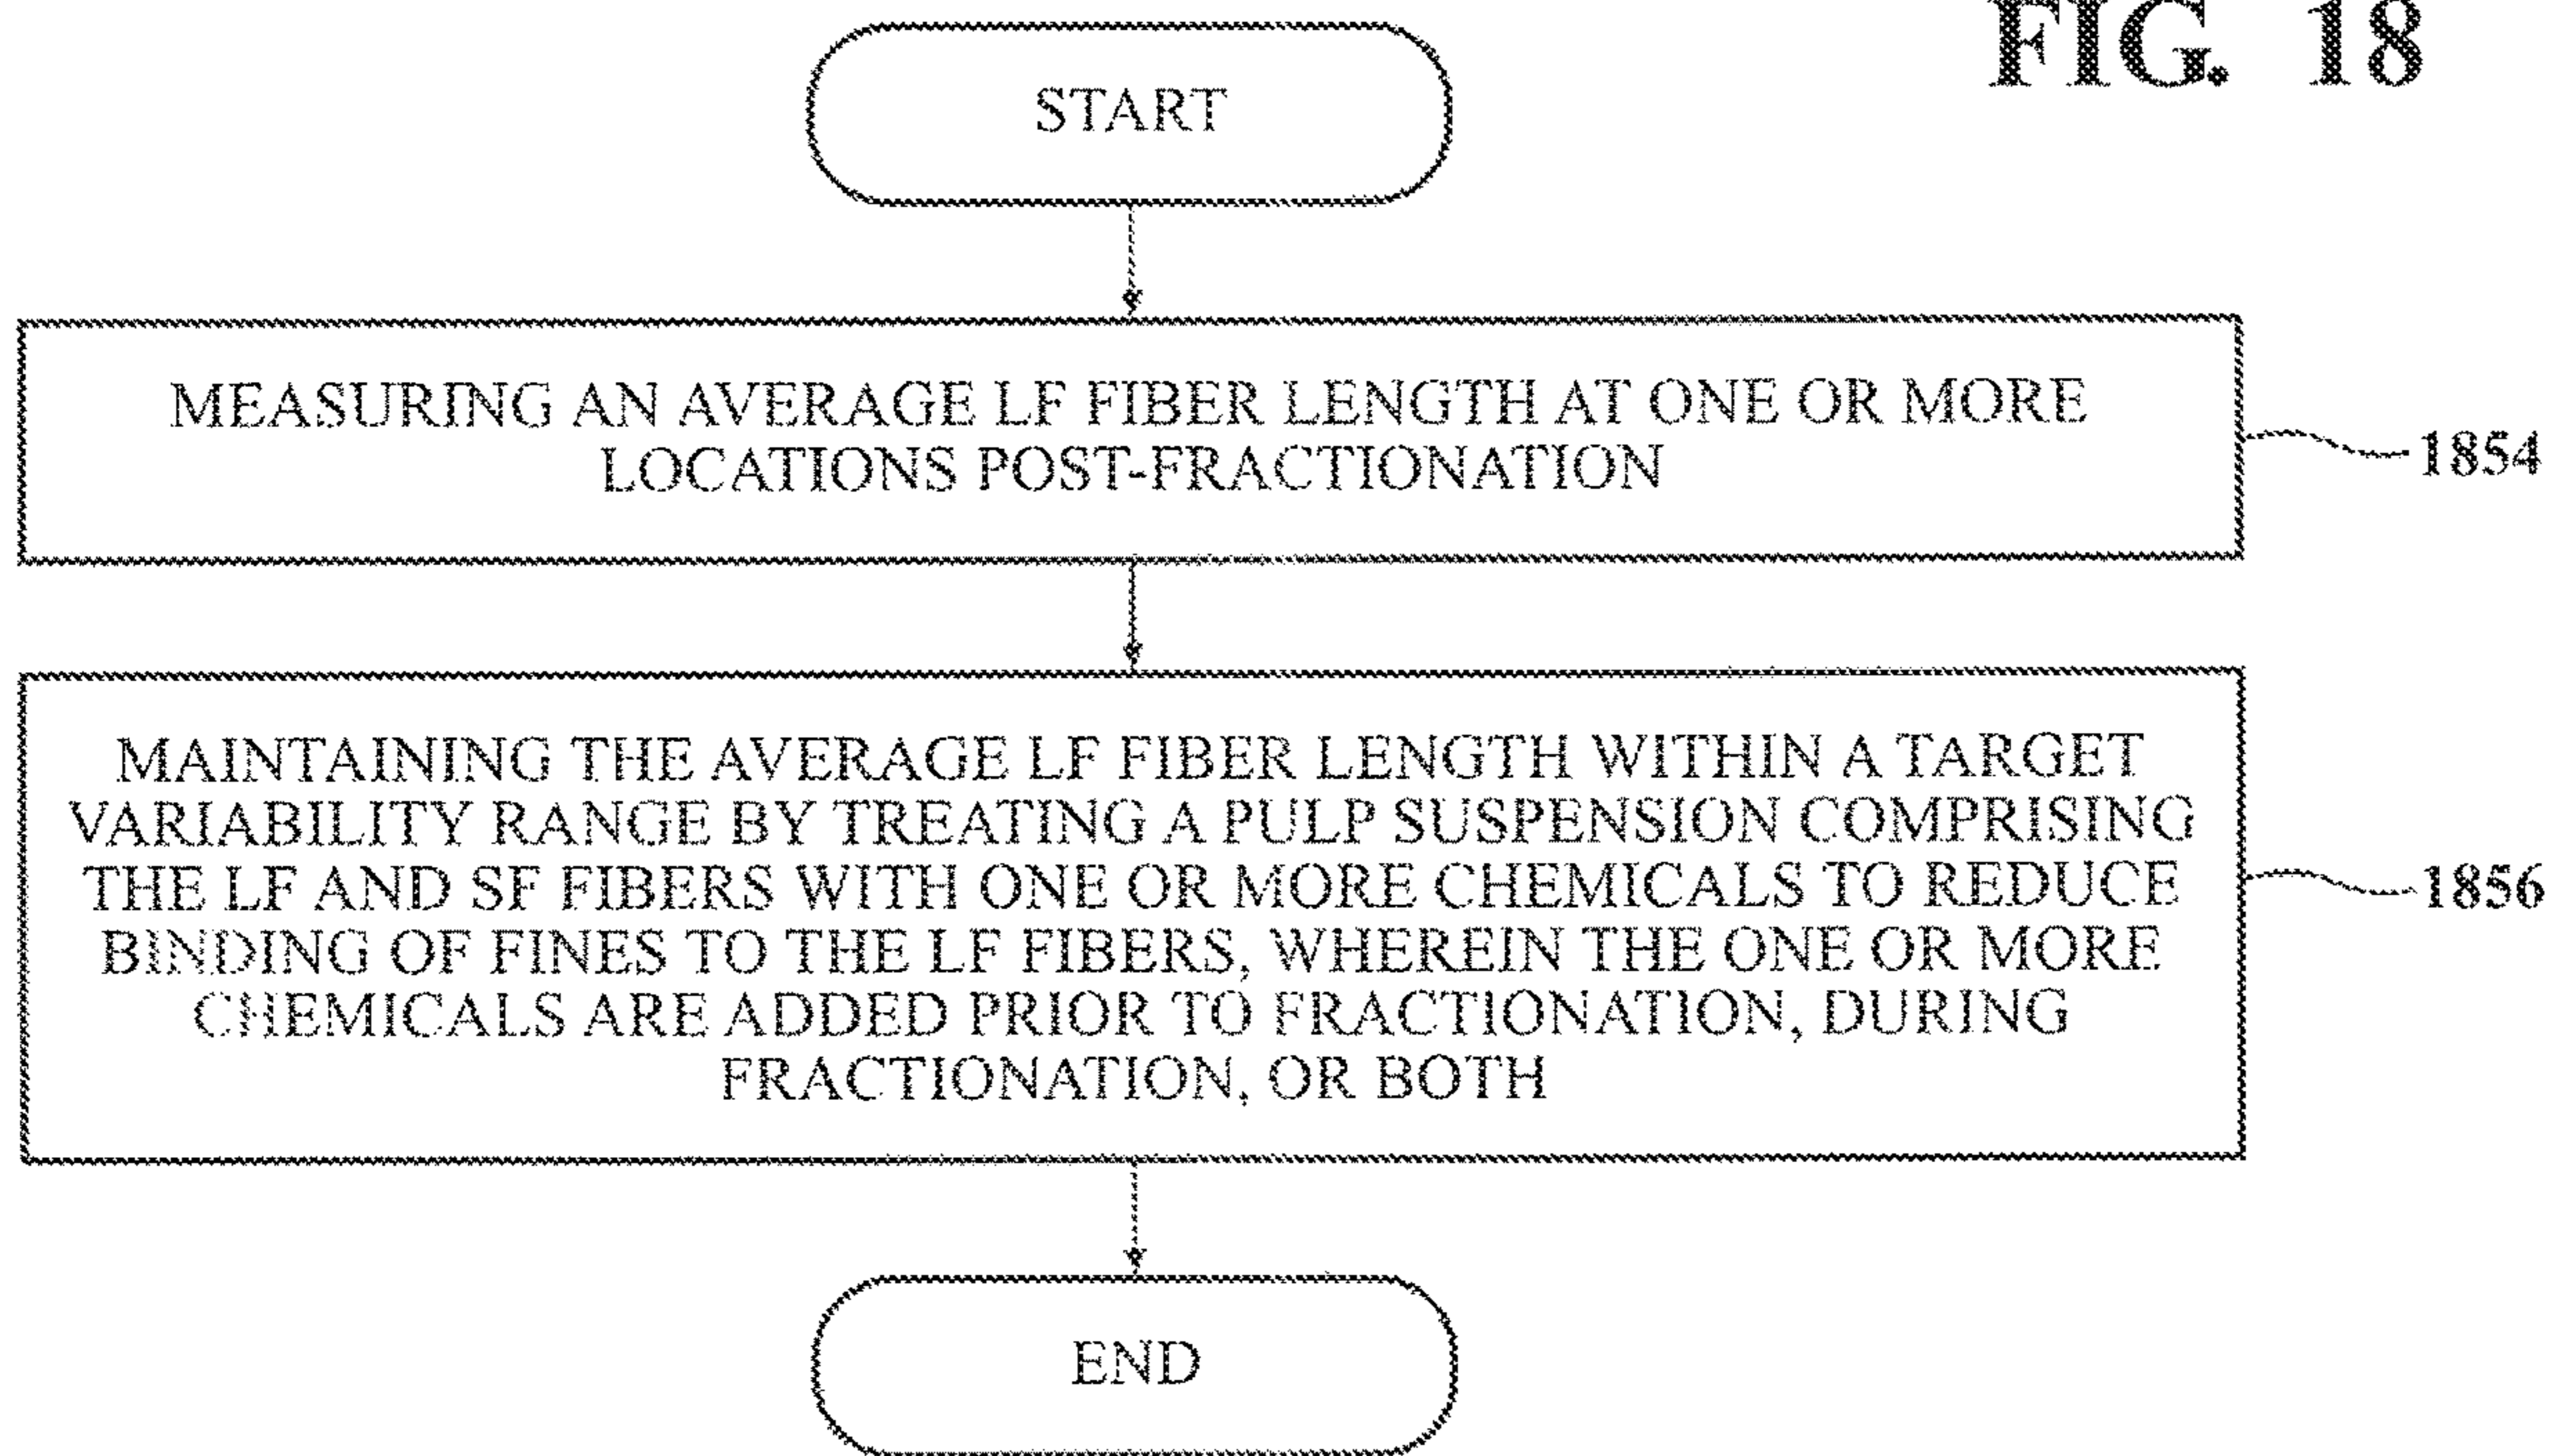 FIG. 18
START
MEASURING AN AVERAGE LF FIBER LENGTH AT ONE OR MORE
LOCATIONS POST-FRACTIONATION
1854
MAINTAINING THE AVERAGE LF FIBER LENGTH WITHIN A TARGET
VARIABILITY RANGE BY TREATING A PULP SUSPENSION COMPRISING
THE LF AND SF FIBERS WITH ONE OR MORE CHEMICALS TO REDUCE
BINDING OF FINES TO THE LF FIBERS, WHEREIN THE ONE OR MORE
CHEMICALS ARE ADDED PRIOR TO FRACTIONATION, DURING
FRACTIONATION, OR BOTH
1856
END